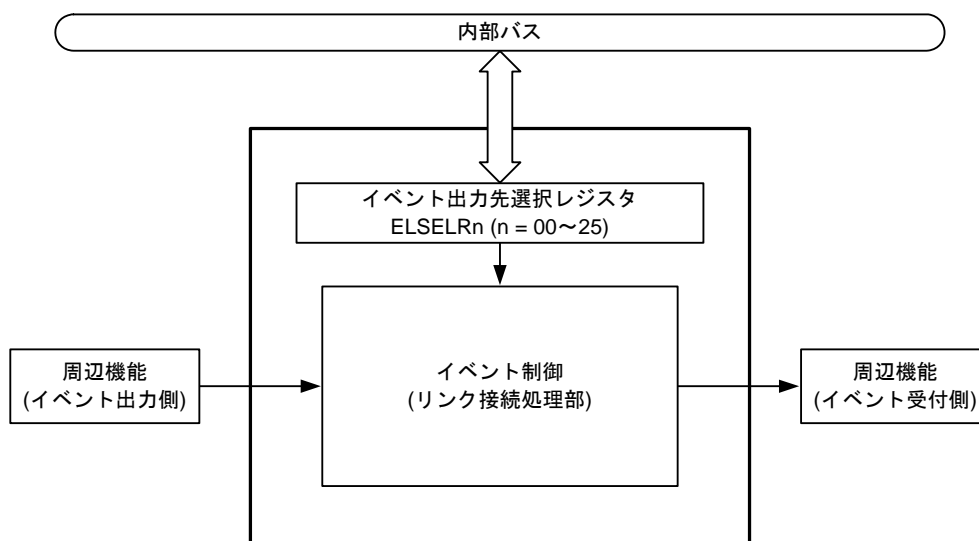 内部バス
イベント出力先選択レジスタ
ELSELRn (n = 00～25)
周辺機能
(イベント出力側)
イベント制御
(リンク接続処理部)
周辺機能
(イベント受付側)